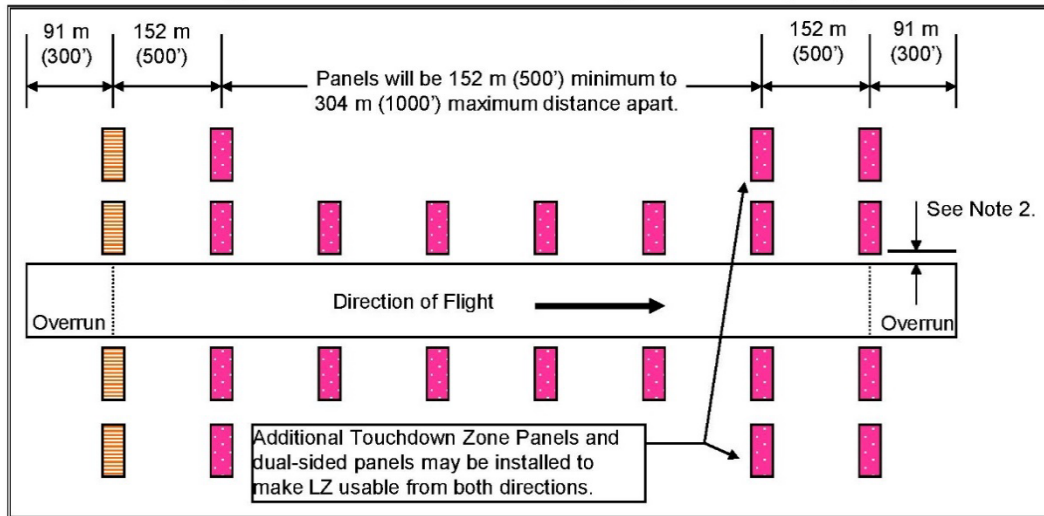 91 m
(300’)
152 m
(500’)
Panels will be 152 m (500’) minimum to
304 m (1000’) maximum distance apart.
152 m
(500’)
91 m
(300’)
See Note 2.
Direction of Flight
Overrun
Overrun
Additional Touchdown Zone Panels and
dual-sided panels may be installed to
make LZ usable from both directions.